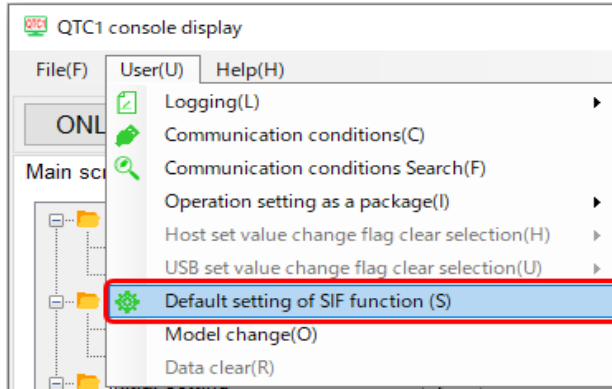 QTC1 console display
File(F) User(U) Help(H)
Logging(L)
ONL
Communication conditions(C)
Main scr
Communication conditions Search(F)
Operation setting as a package(I)
Host set value change flag clear selection(H)
USB set value change flag clear selection(U)
Default setting of SIF function (S)
Model change(O)
Data clear(R)